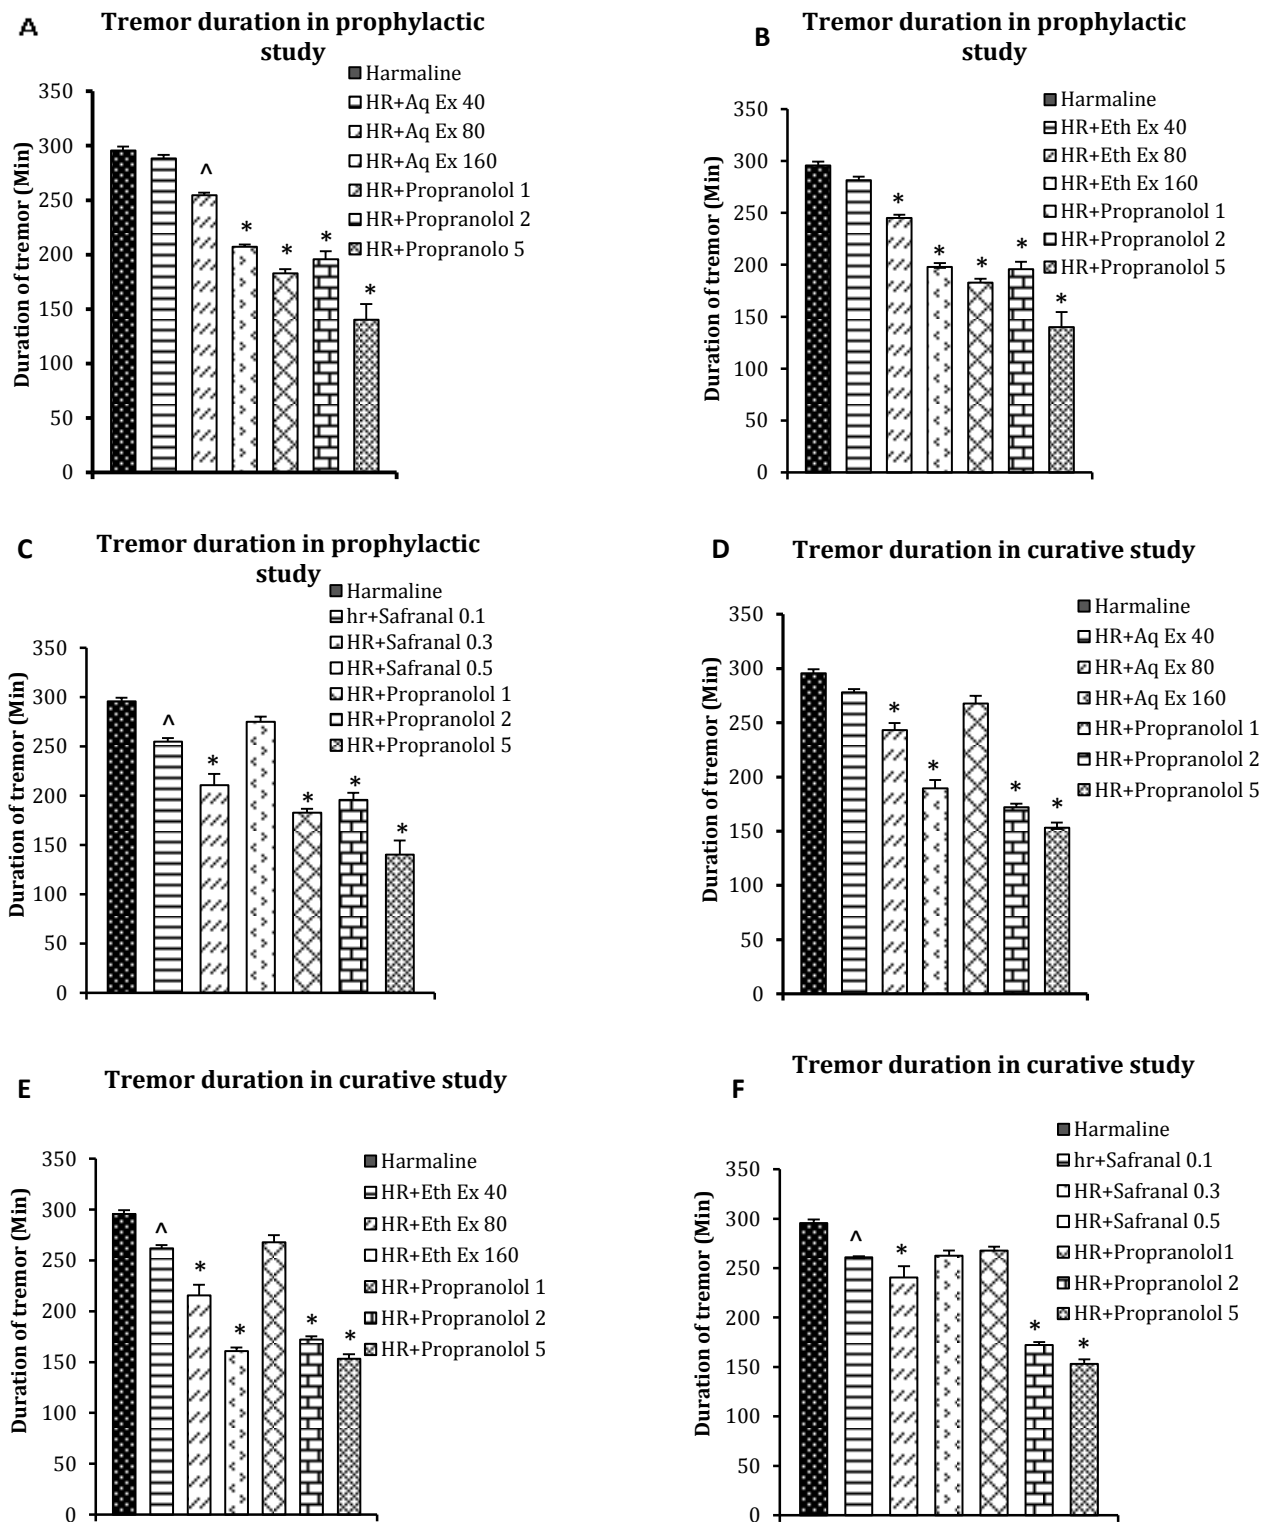 A
Tremor duration in prophylactic
study
Harmaline
HR+Aq Ex 40
HR+Aq Ex 80
HR+Aq Ex 160
HR+Propranolol 1
HR+Propranolol 2
HR+Propranolo 5
Duration of tremor (Min)
350
300
250
200
150
100
50
0
^
*
*
*
*
B
Tremor duration in prophylactic
study
Harmaline
HR+Eth Ex 40
HR+Eth Ex 80
HR+Eth Ex 160
HR+Propranolol 1
HR+Propranolol 2
HR+Propranolol 5
Duration of tremor (Min)
350
300
250
200
150
100
50
0
*
*
*
*
*
C
Tremor duration in prophylactic
study
Harmaline
hr+Safranal 0.1
HR+Safranal 0.3
HR+Safranal 0.5
HR+Propranolol 1
HR+Propranolol 2
HR+Propranolol 5
Duration of tremor (Min)
350
300
250
200
150
100
50
0
^
*
*
*
*
D
Tremor duration in curative study
Harmaline
HR+Aq Ex 40
HR+Aq Ex 80
HR+Aq Ex 160
HR+Propranolol 1
HR+Propranolol 2
HR+Propranolol 5
Duration of tremor (Min)
350
300
250
200
150
100
50
0
*
*
*
*
E
Tremor duration in curative study
Harmaline
HR+Eth Ex 40
HR+Eth Ex 80
HR+Eth Ex 160
HR+Propranolol 1
HR+Propranolol 2
HR+Propranolol 5
Duration of tremor (Min)
350
300
250
200
150
100
50
0
^
*
*
*
*
F
Tremor duration in curative study
Harmaline
hr+Safranal 0.1
HR+Safranal 0.3
HR+Safranal 0.5
HR+Propranolol1
HR+Propranolol 2
HR+Propranolol 5
Duration of tremor (Min)
350
300
250
200
150
100
50
0
^
*
*
*